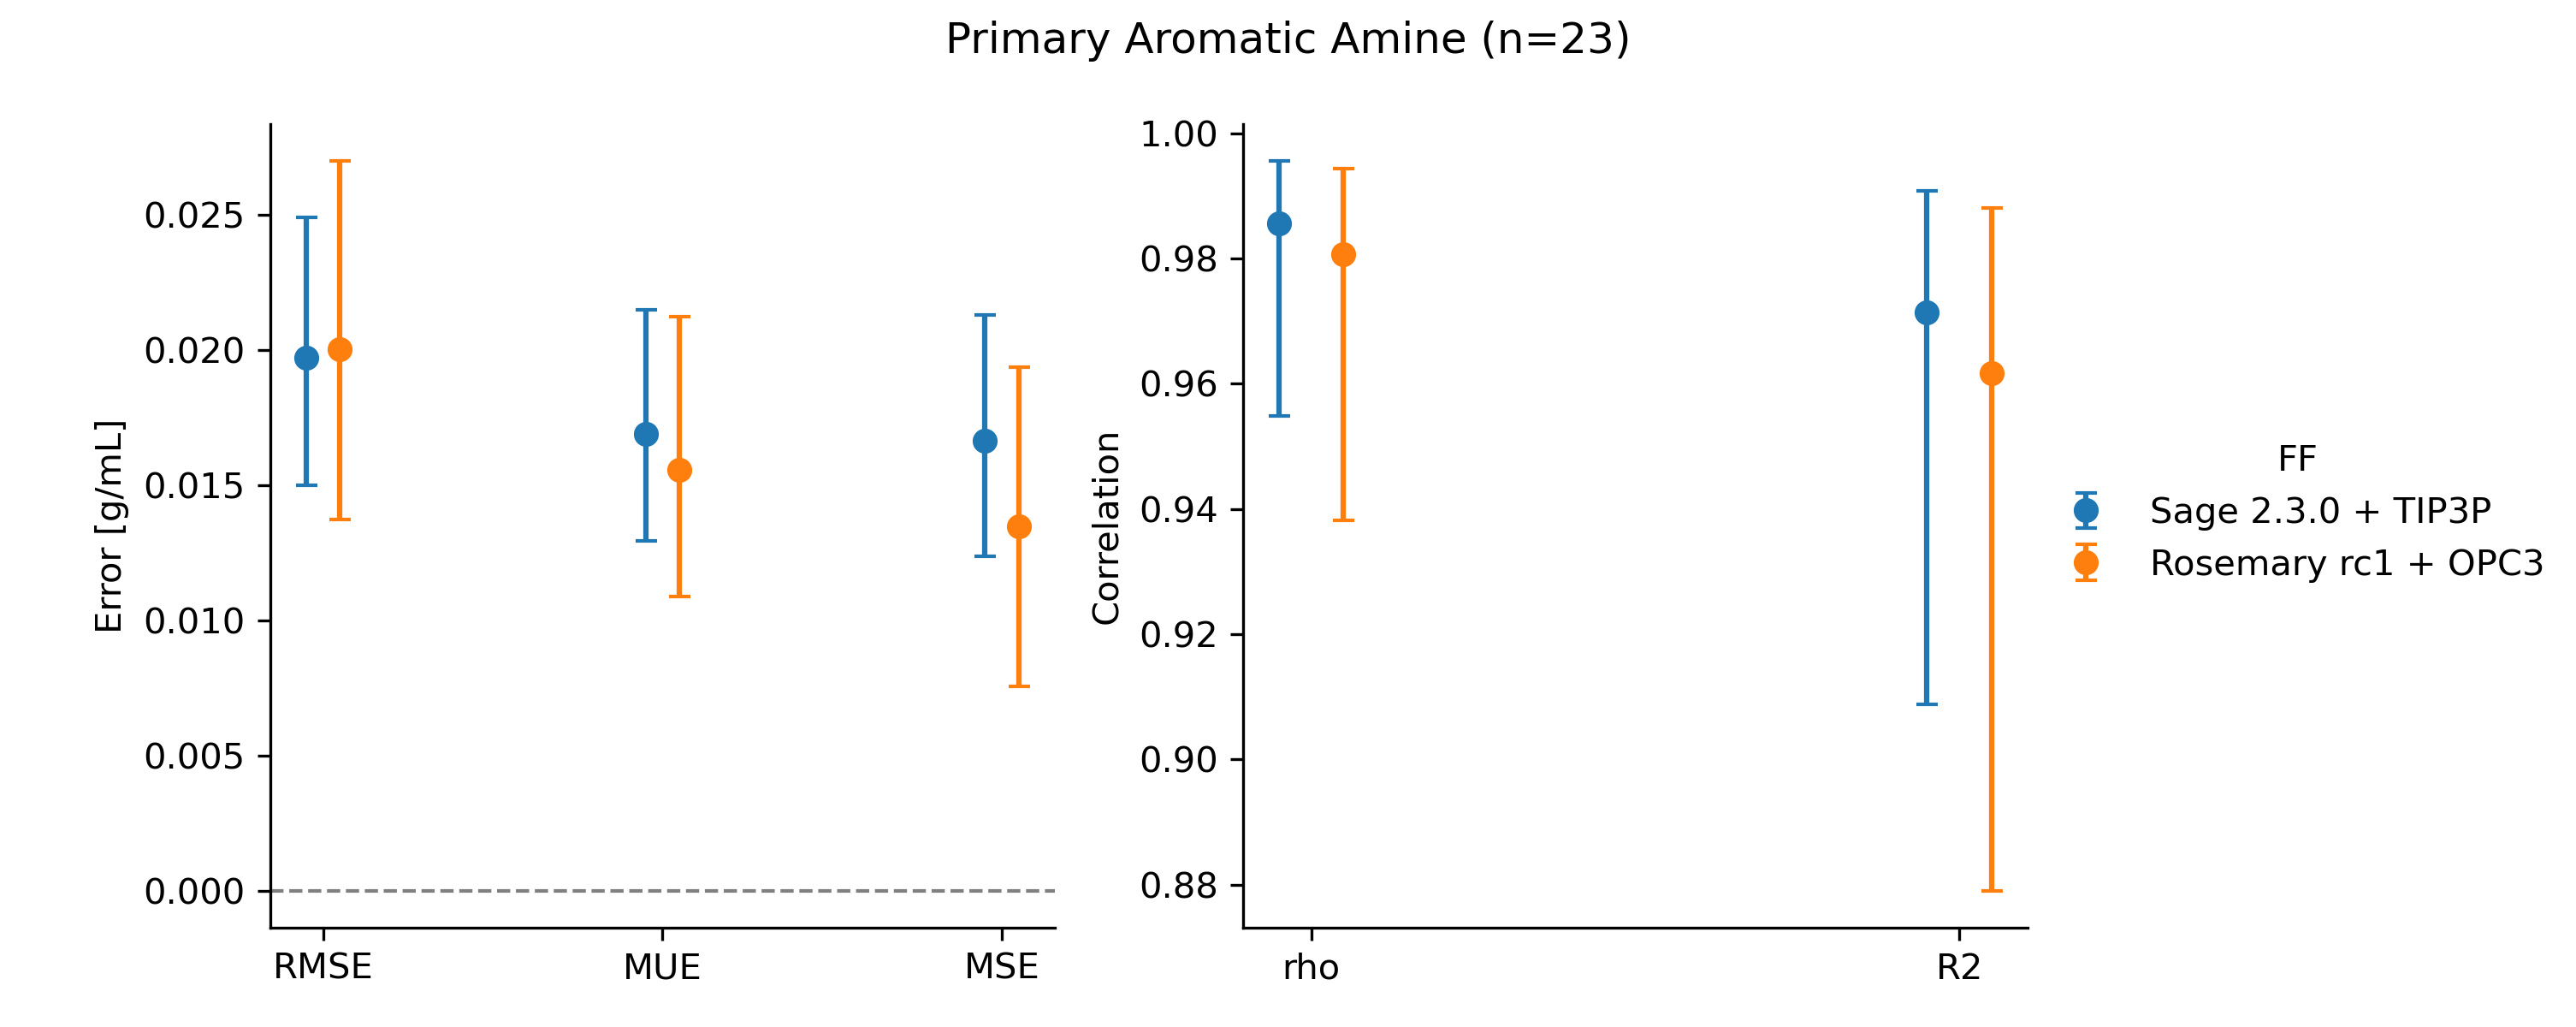 Primary Aromatic Amine (n=23)
Error [g/mL]
0.025
0.020
0.015
0.010
0.005
0.000
RMSE
MUE
MSE
Correlation
1.00
0.98
0.96
0.94
0.92
0.90
0.88
rho
R2
FF
Sage 2.3.0 + TIP3P
Rosemary rc1 + OPC3